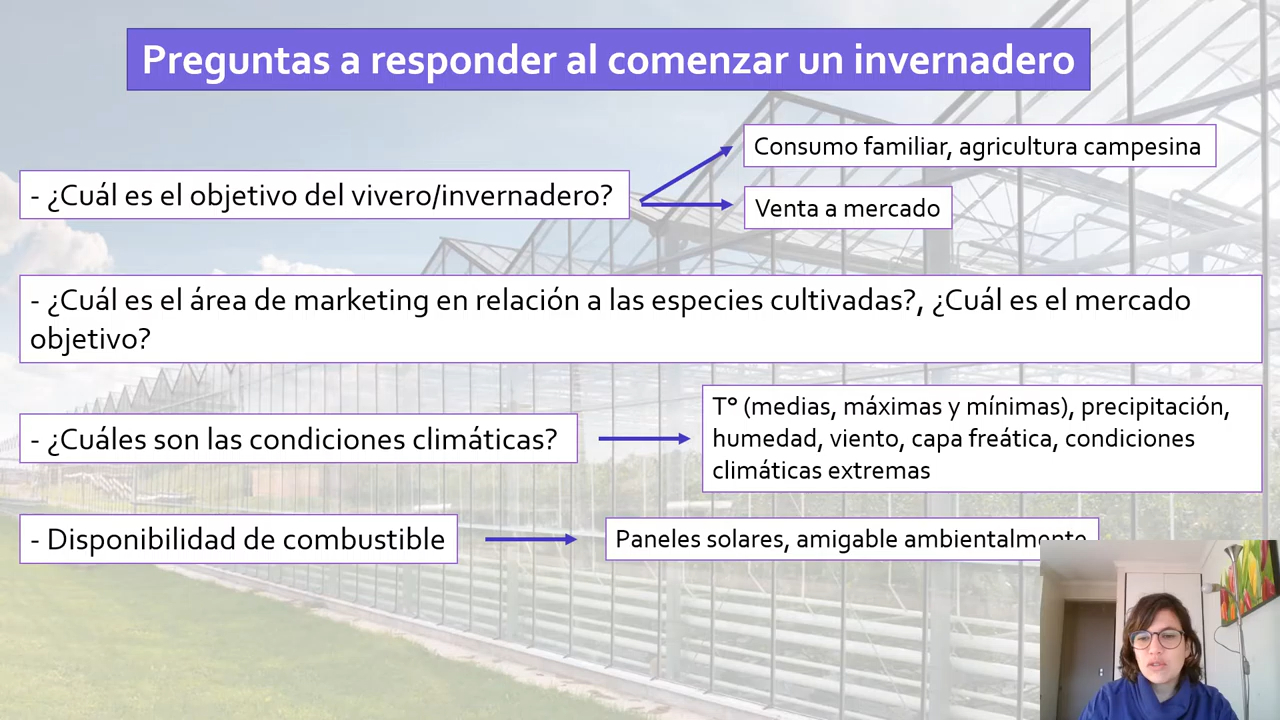 Preguntas a responder al comenzar un invernadero
- ¿Cuál es el objetivo del vivero/invernadero?
Consumo familiar, agricultura campesina
Venta a mercado
- ¿Cuál es el área de marketing en relación a las especies cultivadas?, ¿Cuál es el mercado
objetivo?
- ¿Cuáles son las condiciones climáticas?
T° (medias, máximas y mínimas), precipitación,
humedad, viento, capa freática, condiciones
climáticas extremas
- Disponibilidad de combustible
Paneles solares, amigable ambientalmente